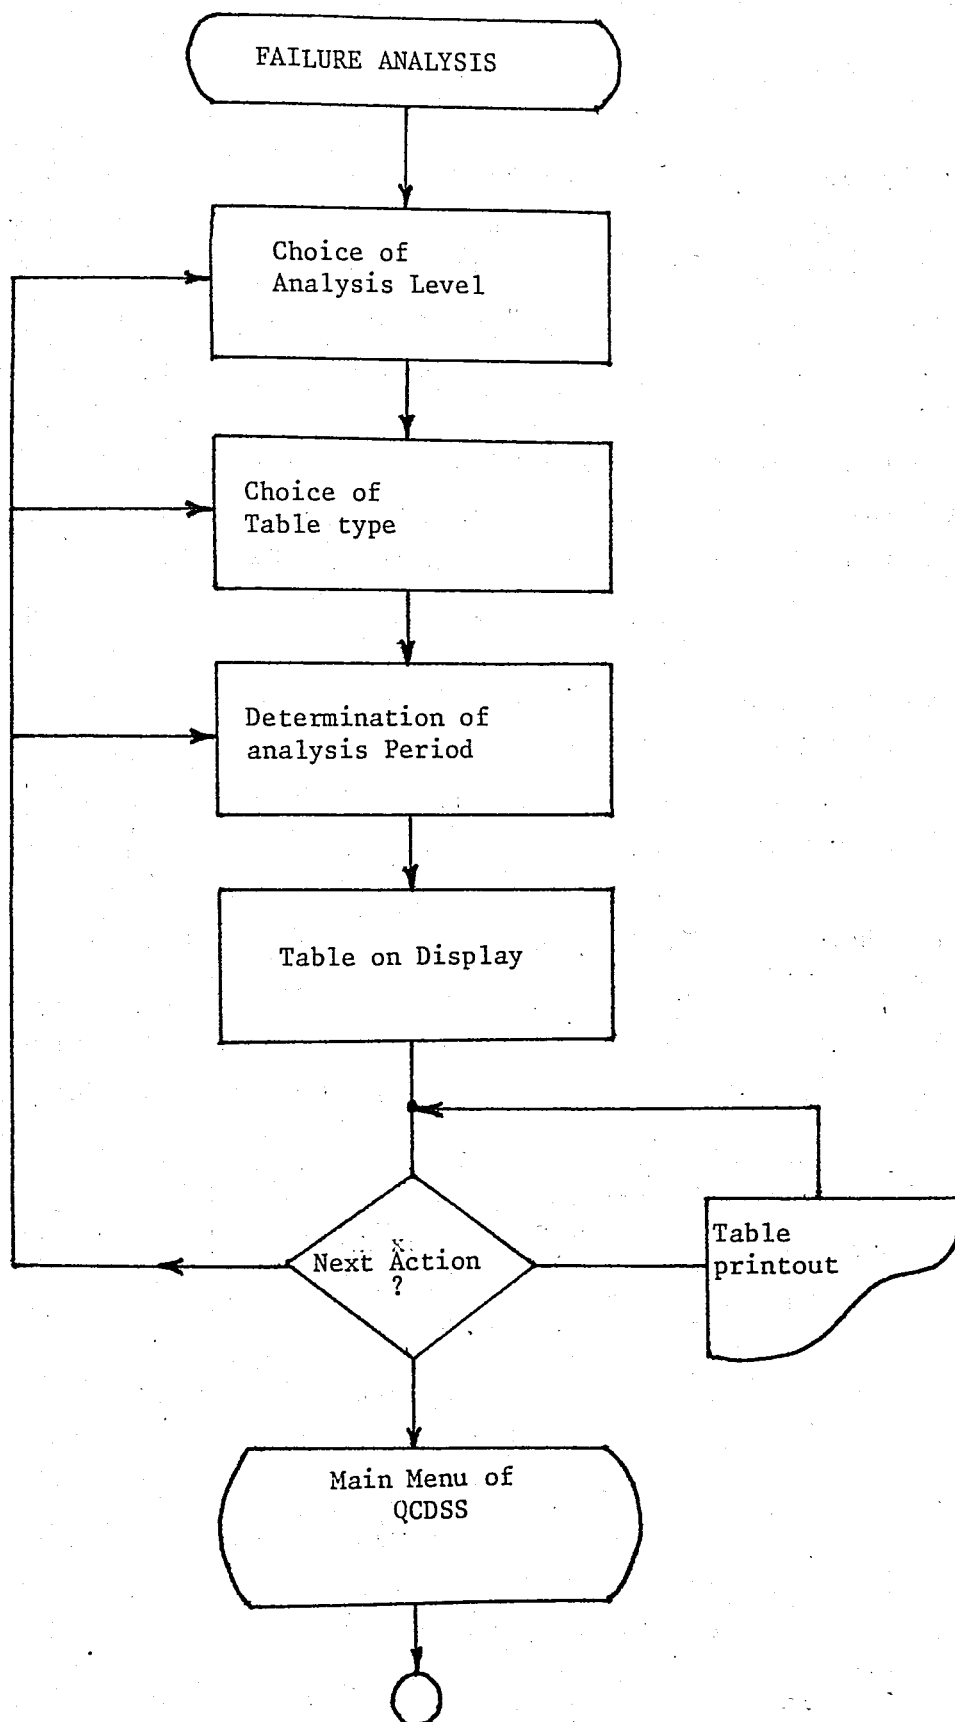 FAILURE ANALYSIS
Choice of
Analysis Level
Choice of
Table type
Determination of
analysis Period
Table on Display
Next Action
?
Table
printout
Main Menu of
QCDSS